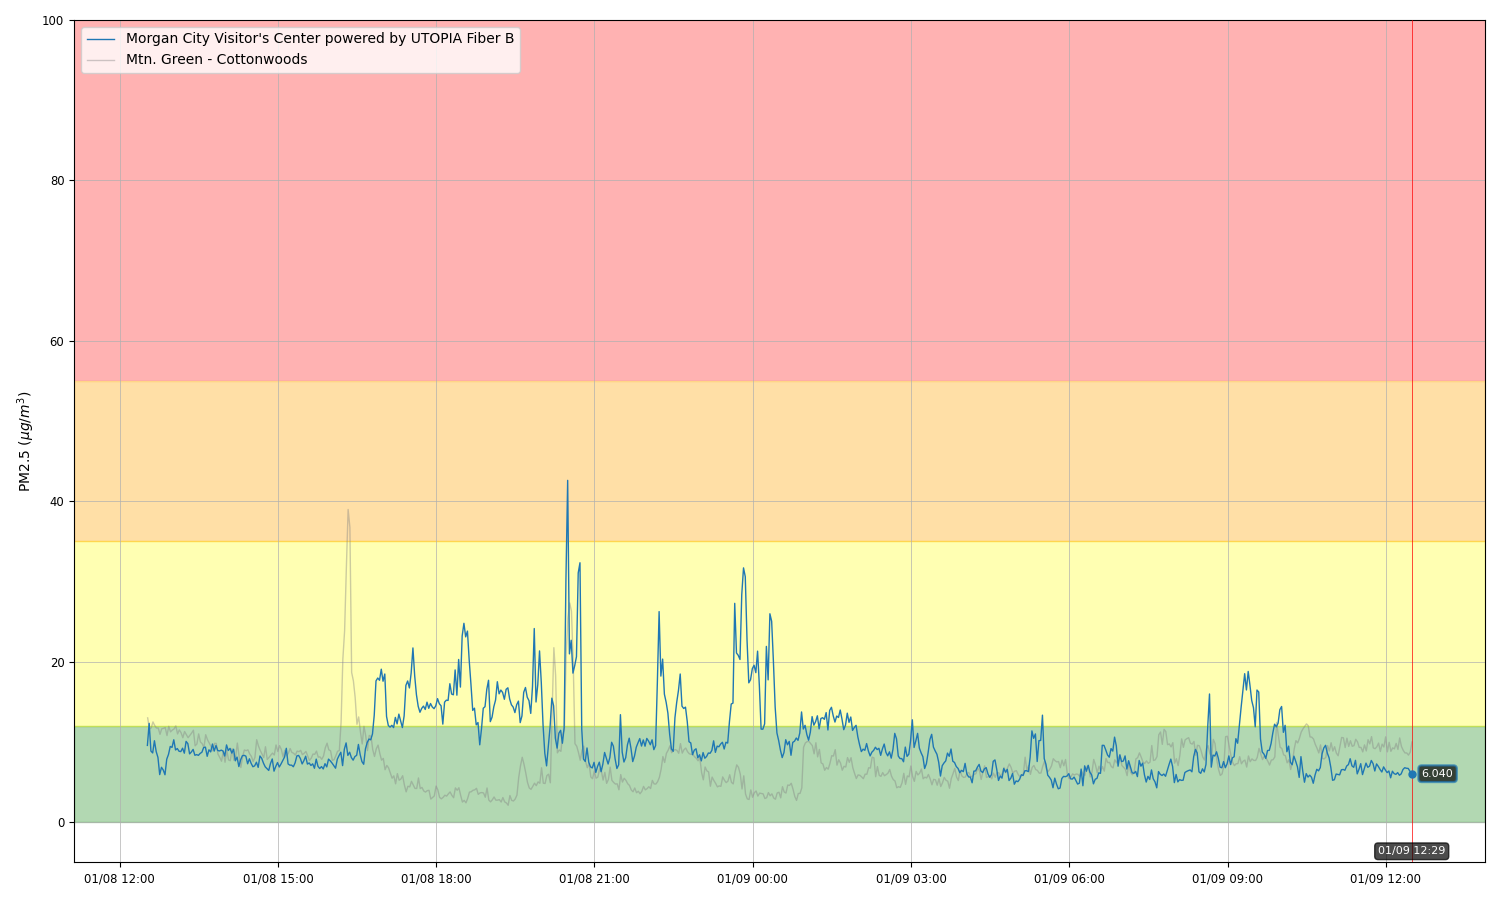 100
Morgan City Visitor's Center powered by UTOPIA Fiber B
Mtn. Green - Cottonwoods
80
60
PM2.5 (μg/m³)
40
20
6.040
0
01/09 12:29
01/08 12:00 01/08 15:00 01/08 18:00 01/08 21:00 01/09 00:00 01/09 03:00 01/09 06:00 01/09 09:00 01/09 12:00